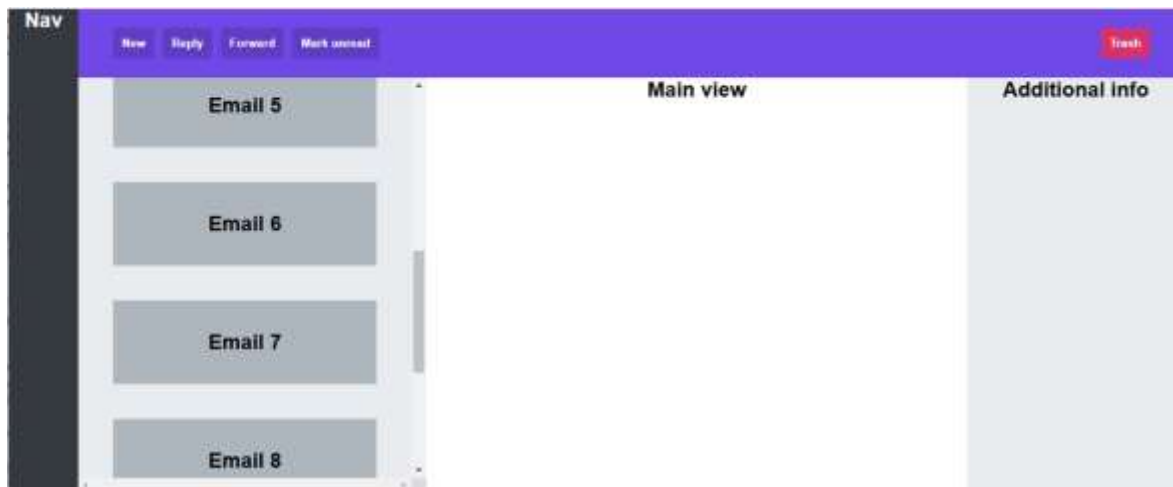 Nav
New Reply Forward Mark unread Trash
Email 5
Main view
Additional info
Email 6
Email 7
Email 8